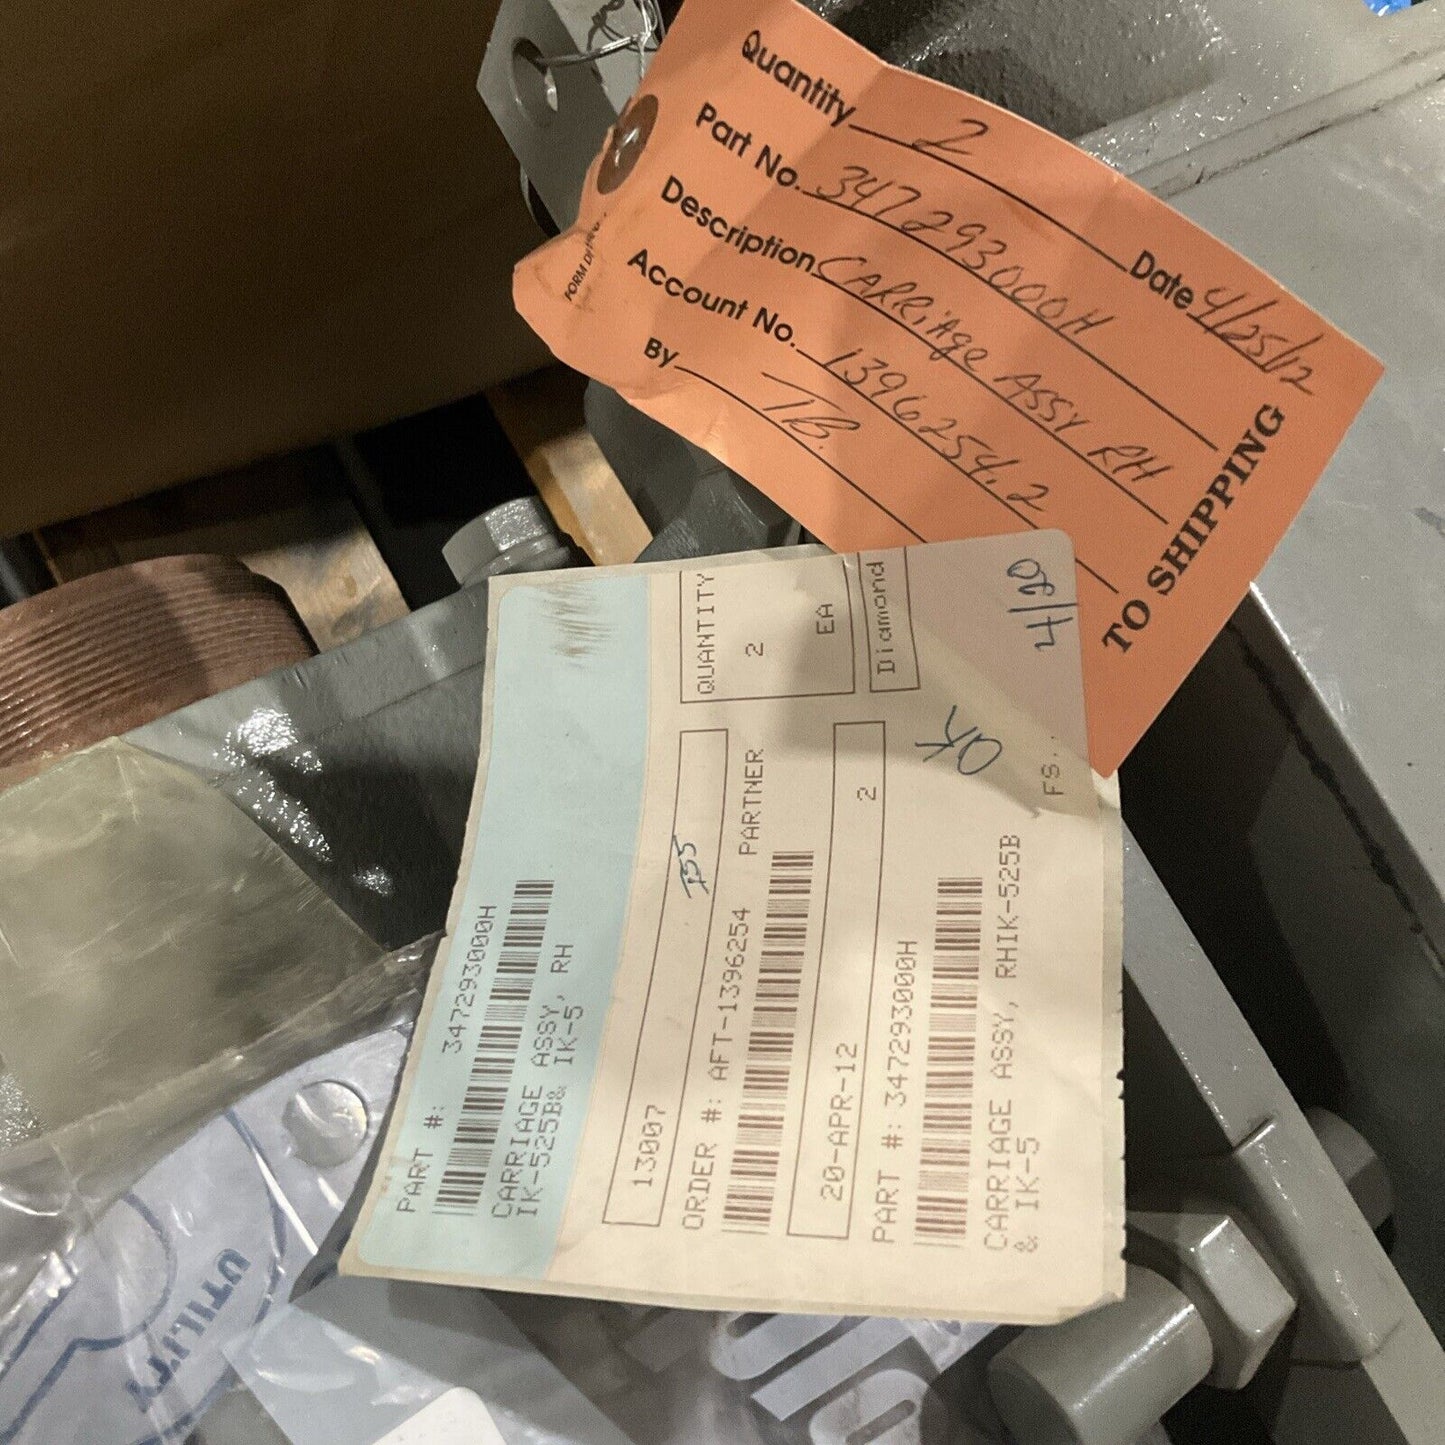 Quantity 2 Date 4/25/12
Part No. 347293000H
Description CARRiAge ASSY RH
Account No. 1396254.2
By TB.
TO SHIPPING
PART #: 347293000H
CARRIAGE ASSY, RH
IK-525B& IK-5
QUANTITY
2 EA
Diamond
4/20
13007
ORDER #: AFT-1396254 PARTNER
20-APR-12 2
OK
PART #: 347293000H
CARRIAGE ASSY, RHIK-525B
& IK-5
FS..
UTILITY